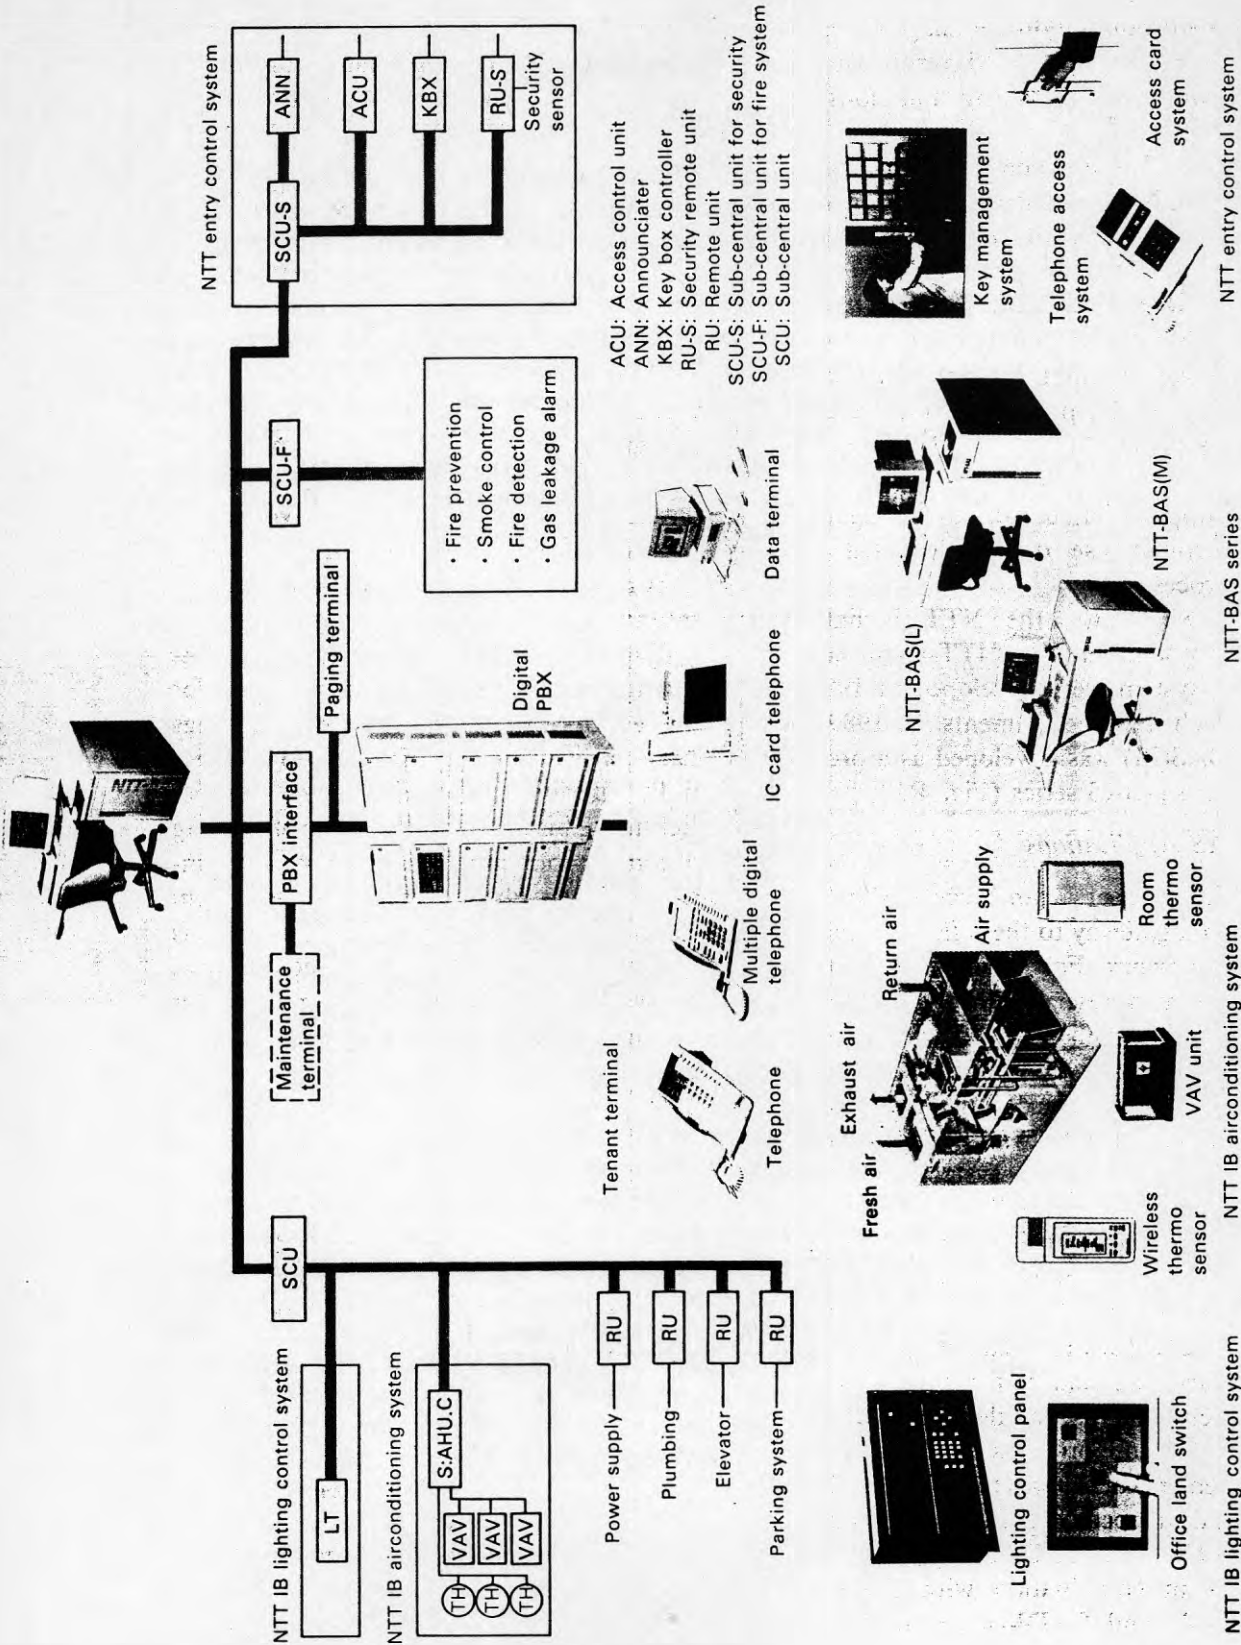 NTT
Maintenance
terminal
PBX interface
Paging terminal
Digital
PBX
SCU
SCU-F
SCU-S
NTT IB lighting control system
LT
NTT IB airconditioning system
S:AHU.C
VAV
VAV
VAV
TH
TH
TH
Power supply
RU
Plumbing
RU
Elevator
RU
Parking system
RU
· Fire prevention
· Smoke control
· Fire detection
· Gas leakage alarm
NTT entry control system
ANN
ACU
KBX
RU-S
Security
sensor
ACU: Access control unit
ANN: Announciater
KBX: Key box controller
RU-S: Security remote unit
RU: Remote unit
SCU-S: Sub-central unit for security
SCU-F: Sub-central unit for fire system
SCU: Sub-central unit
Tenant terminal
Telephone
Multiple digital
telephone
IC card telephone
Data terminal
Lighting control panel
Office land switch
NTT IB lighting control system
Fresh air
Exhaust air
Return air
Air supply
Wireless
thermo
sensor
VAV unit
Room
thermo
sensor
NTT IB airconditioning system
NTT-BAS(L)
NTT-BAS(M)
NTT-BAS series
Key management
system
Telephone access
system
Access card
system
NTT entry control system